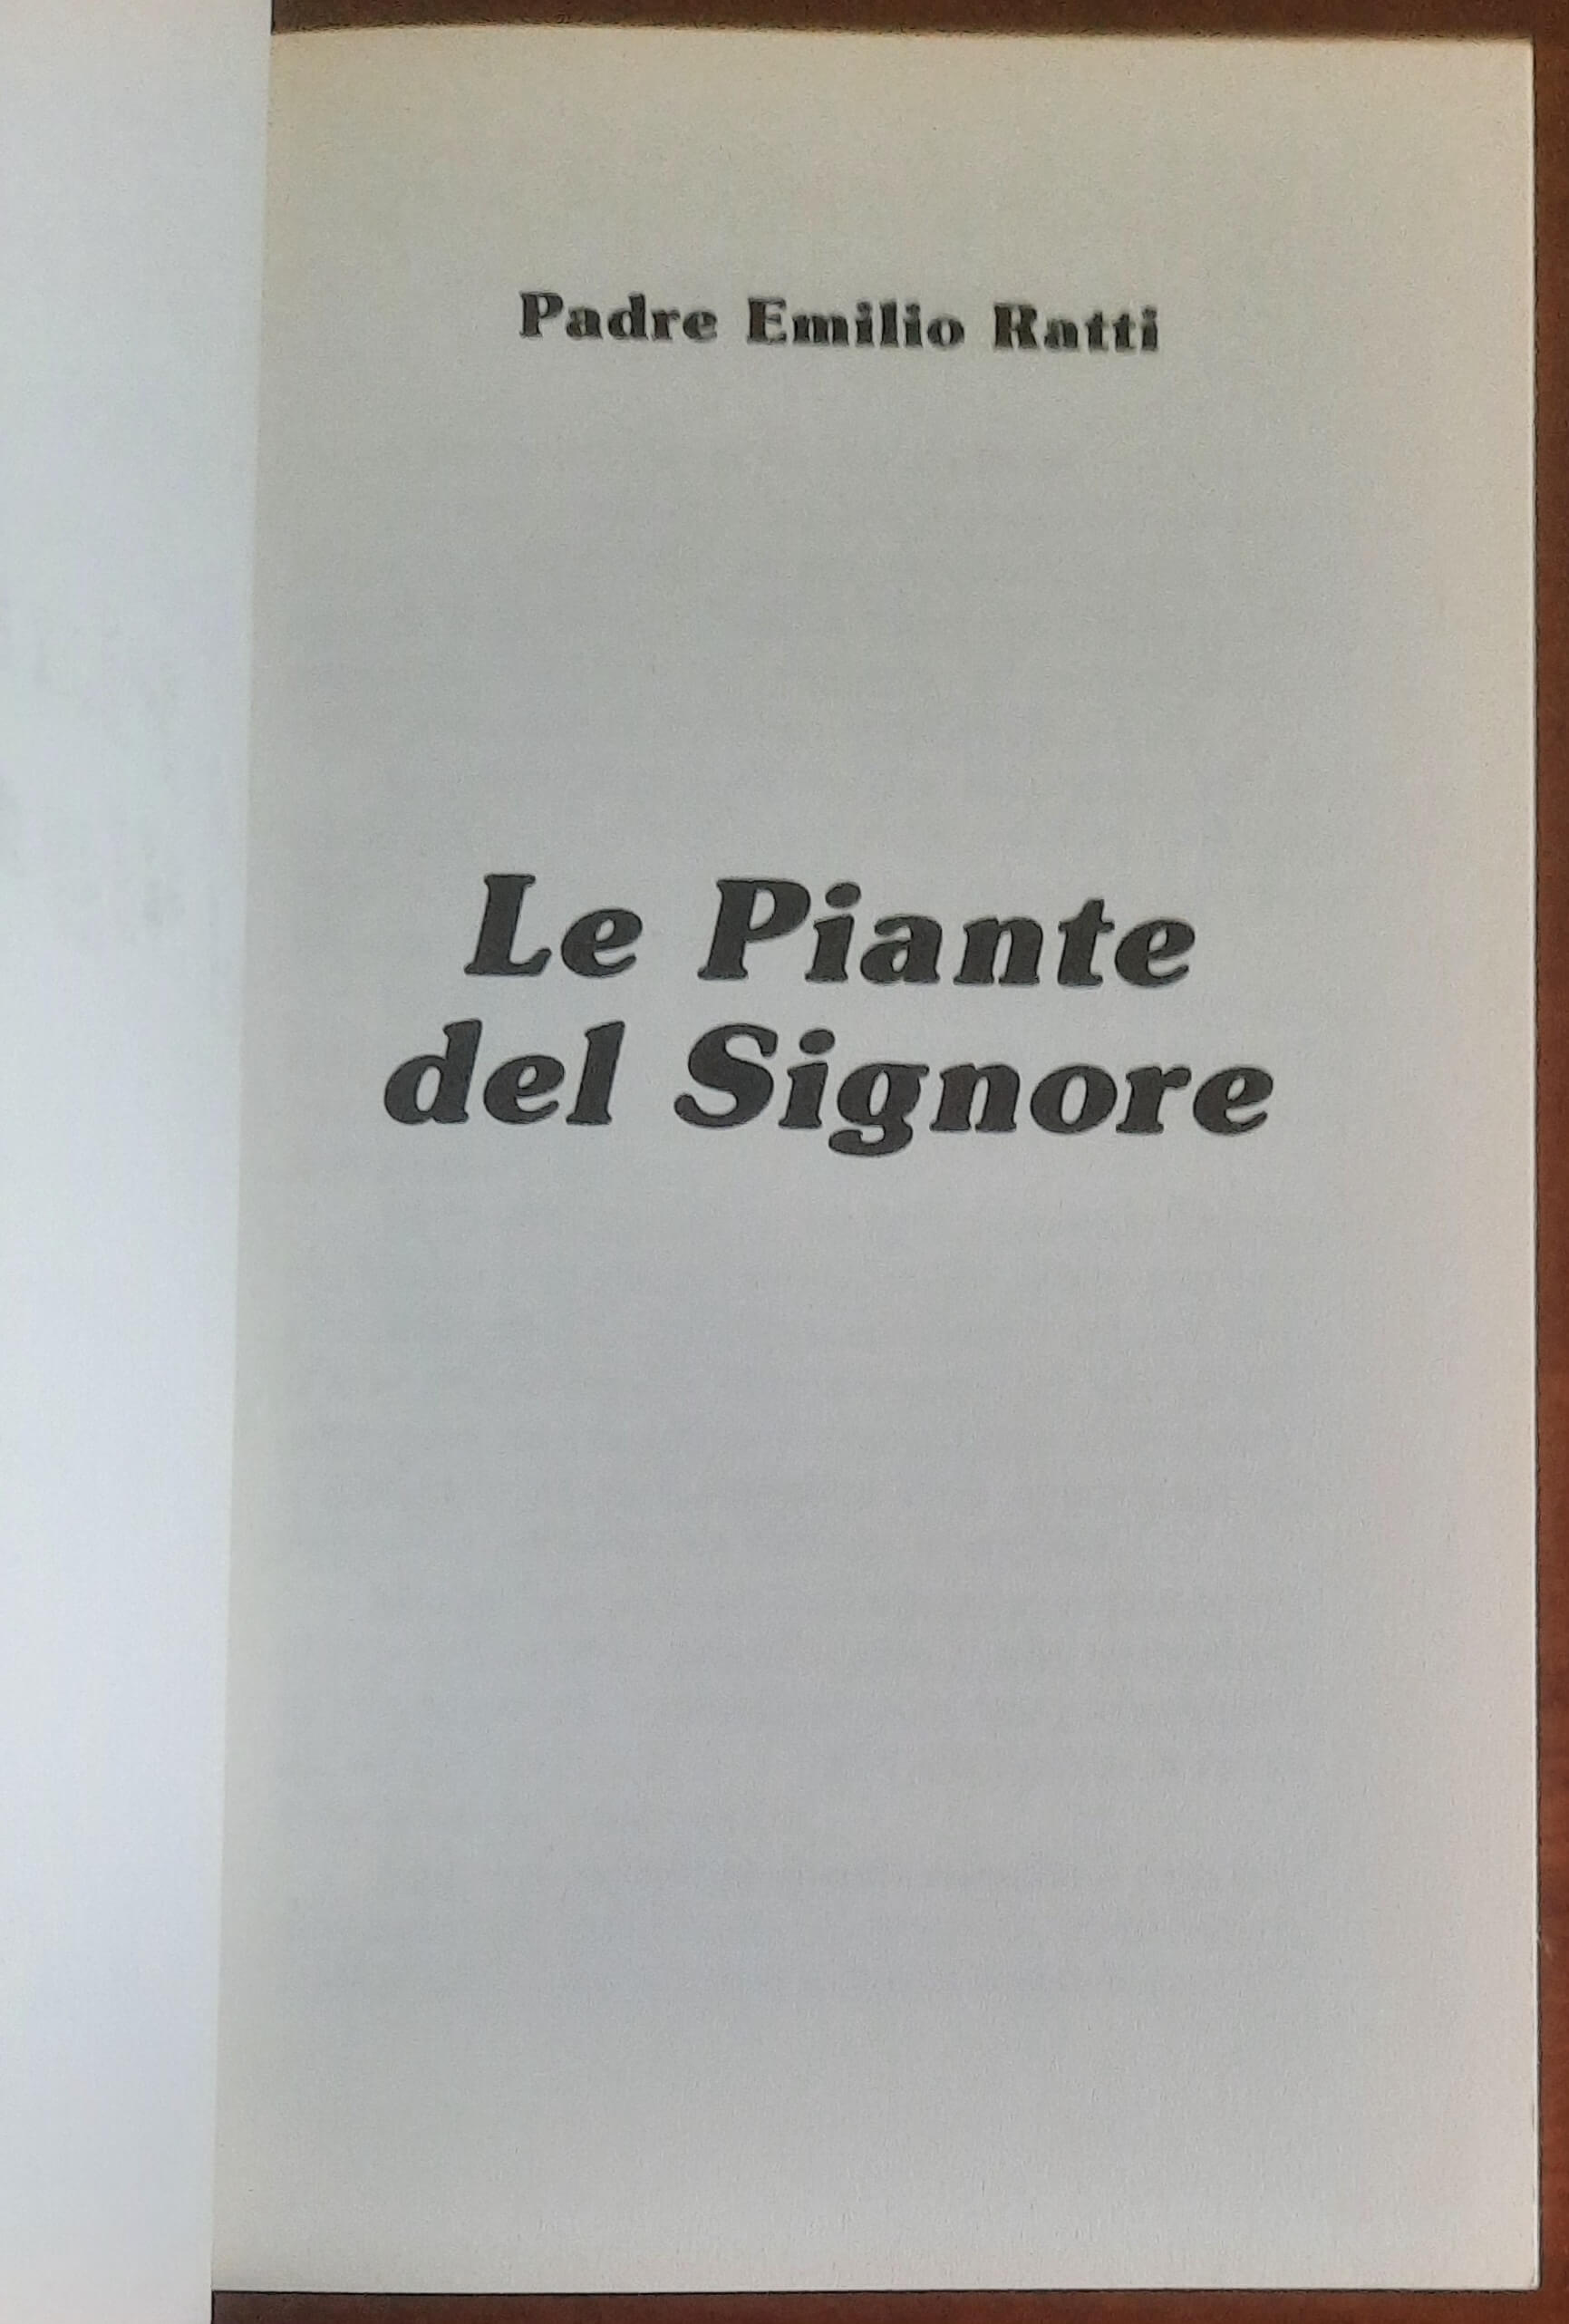 Padre Emilio Ratti
Le Piante
del Signore